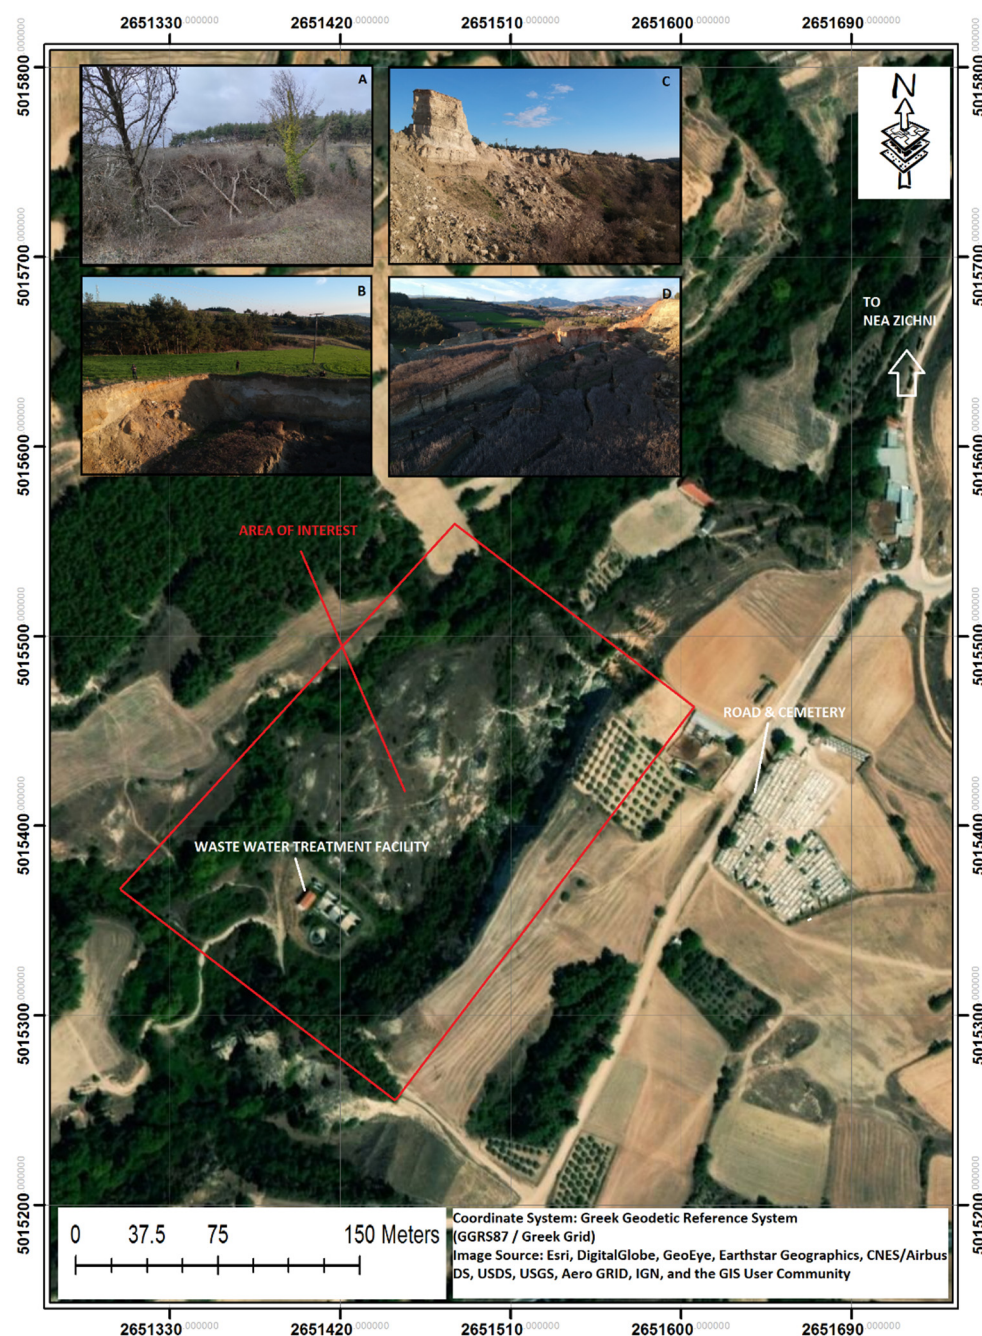 2651330.000000 2651420.000000 2651510.000000 2651600.000000 2651690.000000
5015800.000000 5015800.000000
A C
N
5015700.000000 5015700.000000
B D
TO
NEA ZICHNI
5015600.000000 5015600.000000
AREA OF INTEREST
5015500.000000 5015500.000000
ROAD & CEMETERY
5015400.000000 5015400.000000
WASTE WATER TREATMENT FACILITY
5015300.000000 5015300.000000
5015200.000000 5015200.000000
0 37.5 75 150 Meters
Coordinate System: Greek Geodetic Reference System
(GGRS87 / Greek Grid)
Image Source: Esri, DigitalGlobe, GeoEye, Earthstar Geographics, CNES/Airbus
DS, USDS, USGS, Aero GRID, IGN, and the GIS User Community
2651330.000000 2651420.000000 2651510.000000 2651600.000000 2651690.000000